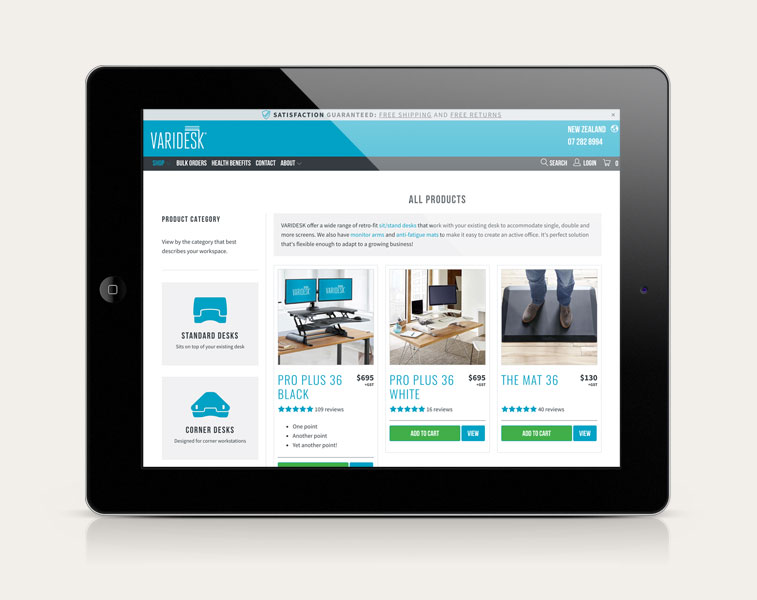 SATISFACTION GUARANTEED: FREE SHIPPING AND FREE RETURNS ×
VARIDESK
NEW ZEALAND
07 282 8994
SHOP BULK ORDERS HEALTH BENEFITS CONTACT ABOUT SEARCH LOGIN 0
ALL PRODUCTS
PRODUCT CATEGORY
View by the category that best
describes your workspace.
VARIDESK offer a wide range of retro-fit sit/stand desks that work with your existing desk to accommodate single, double and
more screens. We also have monitor arms and anti-fatigue mats to make it easy to create an active office. It's perfect solution
that's flexible enough to adapt to a growing business!
STANDARD DESKS
Sits on top of your existing desk
CORNER DESKS
Designed for corner workstations
VARIDESK VARIDESK
PRO PLUS 36
BLACK
$695
+GST
109 reviews
One point
Another point
Yet another point!
PRO PLUS 36
WHITE
$695
+GST
16 reviews
ADD TO CART VIEW
THE MAT 36
$130
+GST
40 reviews
ADD TO CART VIEW